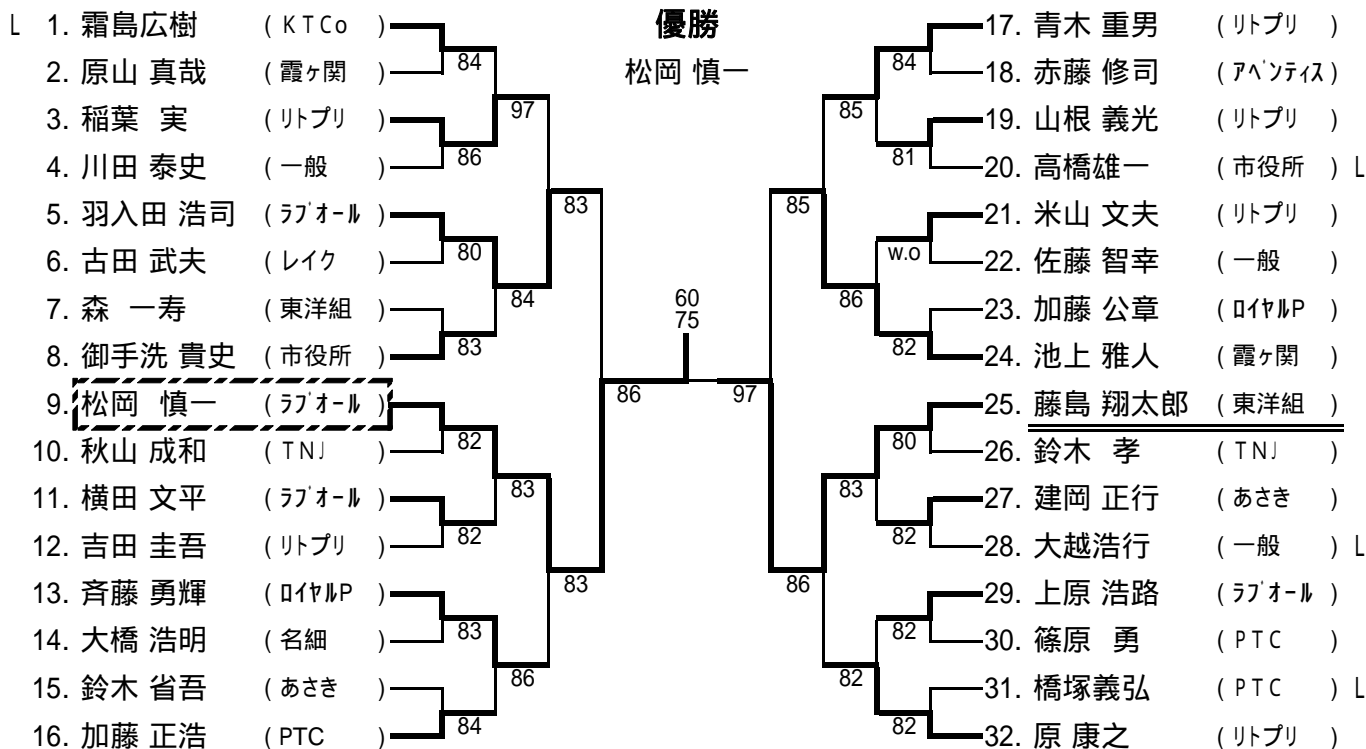 優勝
松岡 慎一
L 1. 霜島広樹 (KTCo)
2. 原山 真哉 (霞ヶ関)
3. 稲葉 実 (リトプリ)
4. 川田 泰史 (一般)
5. 羽入田 浩司 (ラブオール)
6. 古田 武夫 (レイク)
7. 森 一寿 (東洋組)
8. 御手洗 貴史 (市役所)
9. 松岡 慎一 (ラブオール)
10. 秋山 成和 (TNJ)
11. 横田 文平 (ラブオール)
12. 吉田 圭吾 (リトプリ)
13. 斉藤 勇輝 (ロイヤルP)
14. 大橋 浩明 (名細)
15. 鈴木 省吾 (あさき)
16. 加藤 正浩 (PTC)
84
86
80
83
82
82
83
84
97
84
83
86
83
83
86
60
75
97
85
86
85
86
83
82
84
81
w.o
82
80
82
82
82
17. 青木 重男 (リトプリ)
18. 赤藤 修司 (アベンティス)
19. 山根 義光 (リトプリ)
20. 高橋雄一 (市役所) L
21. 米山 文夫 (リトプリ)
22. 佐藤 智幸 (一般)
23. 加藤 公章 (ロイヤルP)
24. 池上 雅人 (霞ヶ関)
25. 藤島 翔太郎 (東洋組)
26. 鈴木 孝 (TNJ)
27. 建岡 正行 (あさき)
28. 大越浩行 (一般) L
29. 上原 浩路 (ラブオール)
30. 篠原 勇 (PTC)
31. 橋塚義弘 (PTC) L
32. 原 康之 (リトプリ)